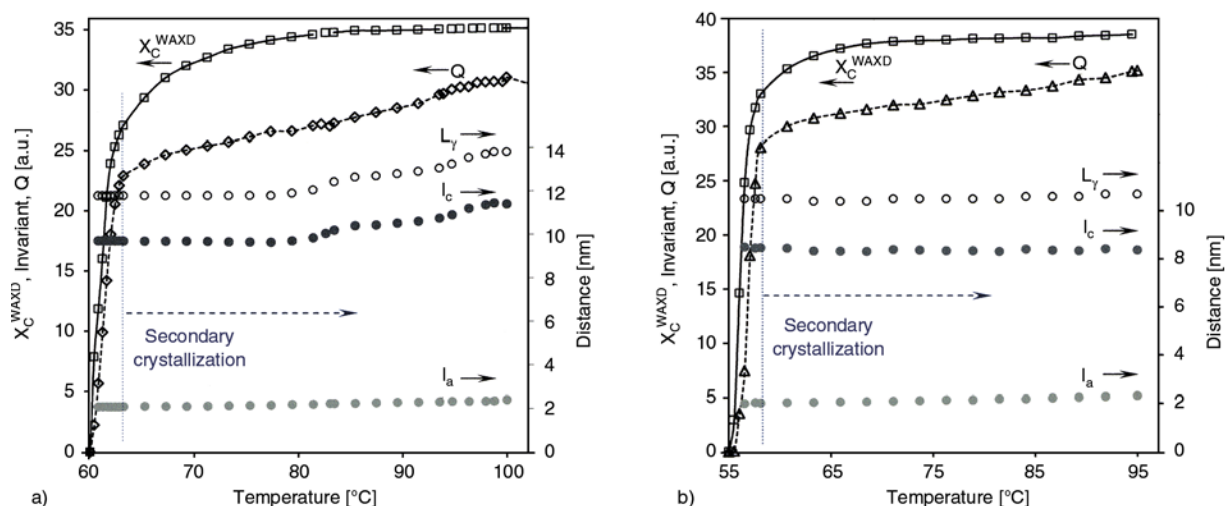 35
30
25
20
15
10
5
0
X_C^WAXD, Invariant, Q [a.u.]
X_C^WAXD
Q
L_γ
l_c
l_a
Secondary
crystallization
14
12
10
8
6
4
2
0
Distance [nm]
60 70 80 90 100
Temperature [°C]
a)
40
35
30
25
20
15
10
5
0
X_C^WAXD, Invariant, Q [a.u.]
X_C^WAXD
Q
L_γ
l_c
l_a
Secondary
crystallization
10
8
6
4
2
0
Distance [nm]
55 65 75 85 95
Temperature [°C]
b)